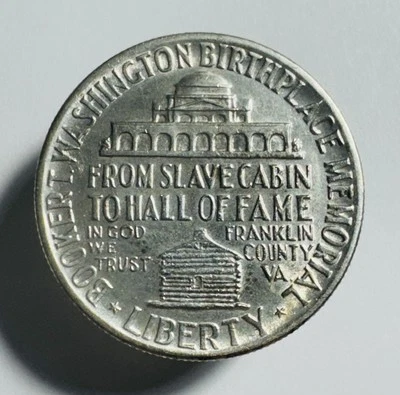 BOOKER T. WASHINGTON BIRTHPLACE MEMORIAL
FROM SLAVE CABIN
TO HALL OF FAME
IN GOD
WE
TRUST
FRANKLIN
COUNTY
VA.
★ LIBERTY ★